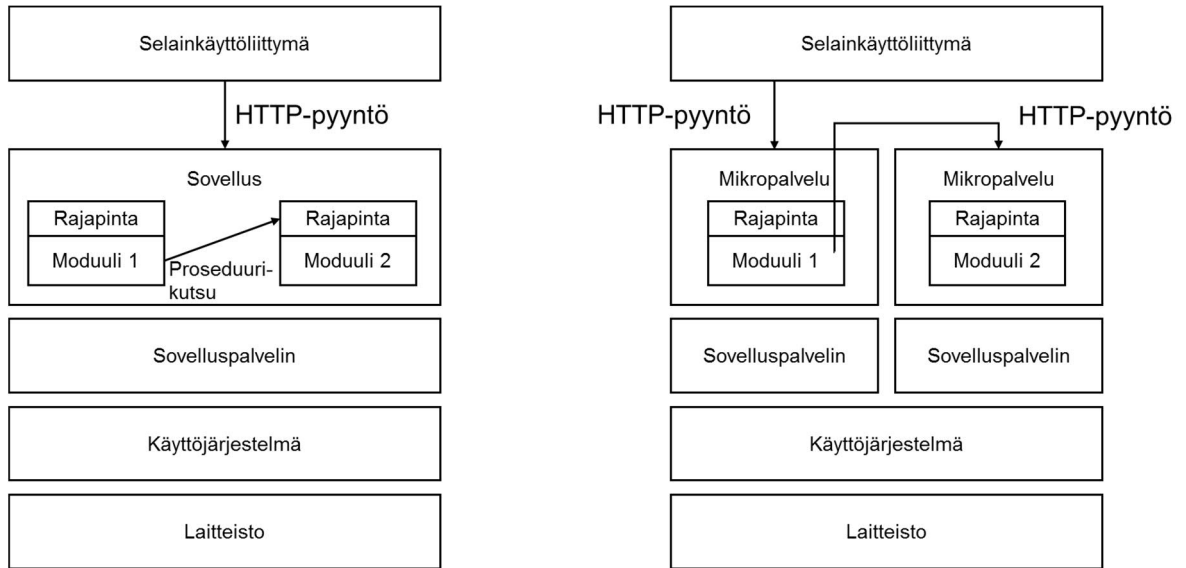 Selainkäyttöliittymä
HTTP-pyyntö
Sovellus
Rajapinta
Moduuli 1
Proseduuri-
kutsu
Rajapinta
Moduuli 2
Sovelluspalvelin
Käyttöjärjestelmä
Laitteisto
Selainkäyttöliittymä
HTTP-pyyntö
HTTP-pyyntö
Mikropalvelu
Rajapinta
Moduuli 1
Mikropalvelu
Rajapinta
Moduuli 2
Sovelluspalvelin
Sovelluspalvelin
Käyttöjärjestelmä
Laitteisto